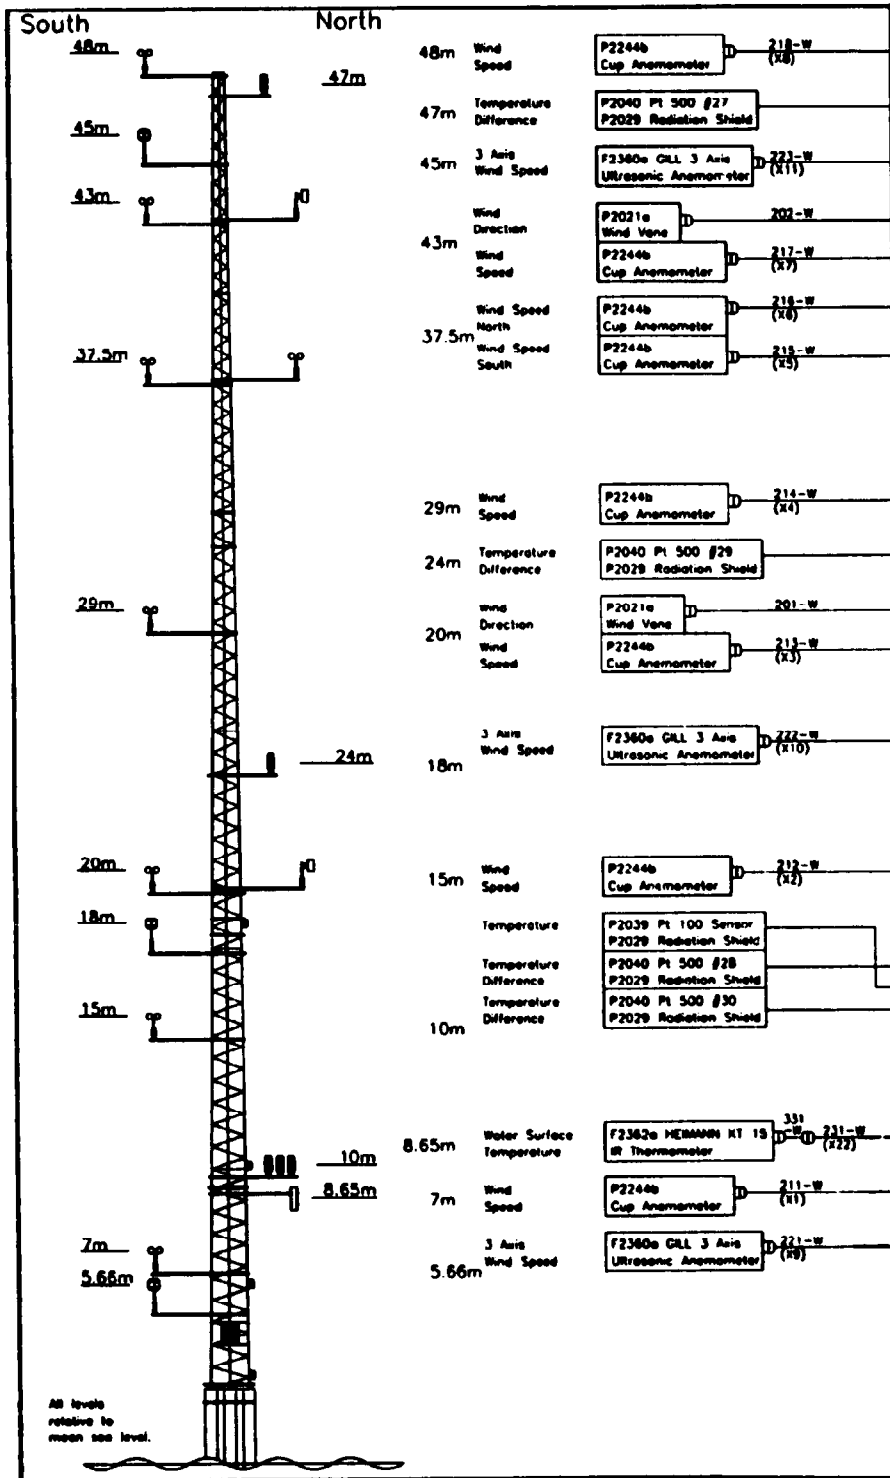 South
North
48m
47m
45m
43m
37.5m
29m
24m
20m
18m
15m
10m
8.65m
7m
5.66m
All levels
relative to
mean sea level.
48m
Wind
Speed
P2244b
Cup Anemometer
218-W
(X8)
47m
Temperature
Difference
P2040 Pt 500 #27
P2029 Radiation Shield
45m
3 Axis
Wind Speed
F2360a GILL 3 Axis
Ultrasonic Anemometer
223-W
(X11)
43m
Wind
Direction
P2021a
Wind Vane
202-W
Wind
Speed
P2244b
Cup Anemometer
217-W
(X7)
37.5m
Wind Speed
North
P2244b
Cup Anemometer
216-W
(X6)
Wind Speed
South
P2244b
Cup Anemometer
215-W
(X5)
29m
Wind
Speed
P2244b
Cup Anemometer
214-W
(X4)
24m
Temperature
Difference
P2040 Pt 500 #29
P2029 Radiation Shield
20m
Wind
Direction
P2021a
Wind Vane
201-W
Wind
Speed
P2244b
Cup Anemometer
213-W
(X3)
18m
3 Axis
Wind Speed
F2360a GILL 3 Axis
Ultrasonic Anemometer
222-W
(X10)
15m
Wind
Speed
P2244b
Cup Anemometer
212-W
(X2)
10m
Temperature
P2039 Pt 100 Sensor
P2029 Radiation Shield
Temperature
Difference
P2040 Pt 500 #28
P2029 Radiation Shield
Temperature
Difference
P2040 Pt 500 #30
P2029 Radiation Shield
8.65m
Water Surface
Temperature
F2362a HEIMANN KT 15
IR Thermometer
331
-W
231-W
(X22)
7m
Wind
Speed
P2244b
Cup Anemometer
211-W
(X1)
5.66m
3 Axis
Wind Speed
F2360a GILL 3 Axis
Ultrasonic Anemometer
221-W
(X9)